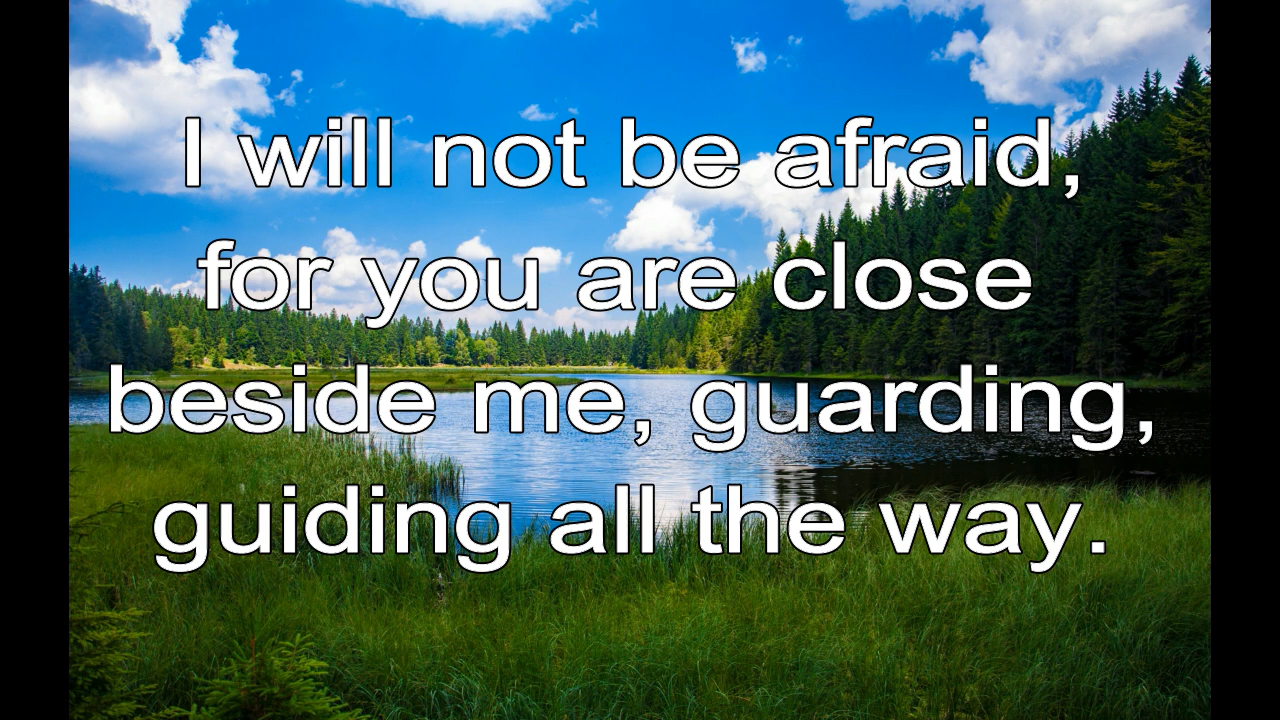 I will not be afraid,
for you are close
beside me, guarding,
guiding all the way.